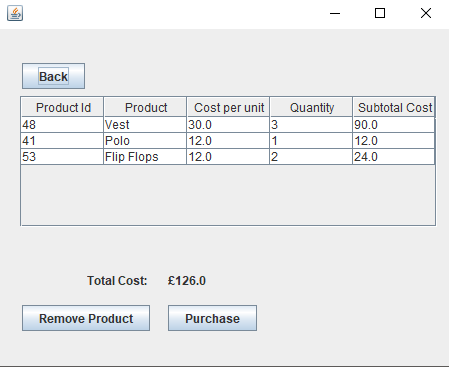 Back
Product Id Product Cost per unit Quantity Subtotal Cost
48 Vest 30.0 3 90.0
41 Polo 12.0 1 12.0
53 Flip Flops 12.0 2 24.0
Total Cost: £126.0
Remove Product Purchase